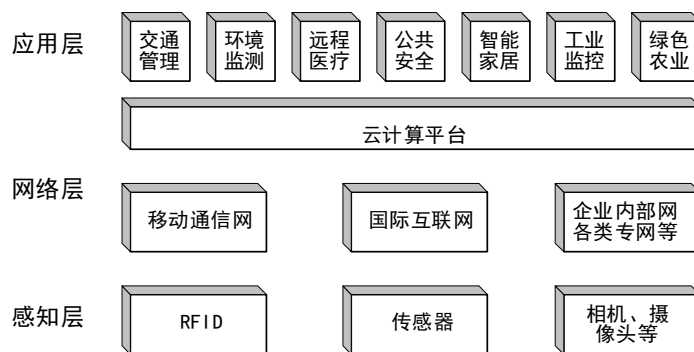 应用层
交通
管理
环境
监测
远程
医疗
公共
安全
智能
家居
工业
监控
绿色
农业
云计算平台
网络层
移动通信网
国际互联网
企业内部网
各类专网等
感知层
RFID
传感器
相机、摄
像头等